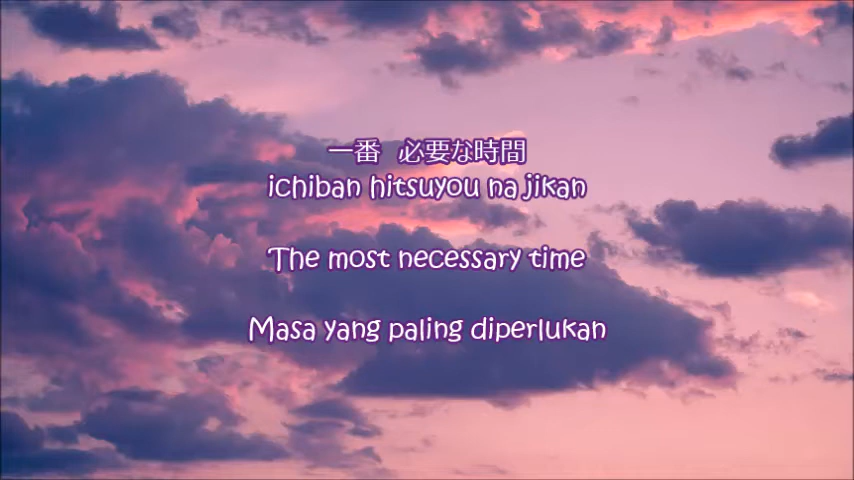 一番　必要な時間
ichiban hitsuyou na jikan
The most necessary time
Masa yang paling diperlukan